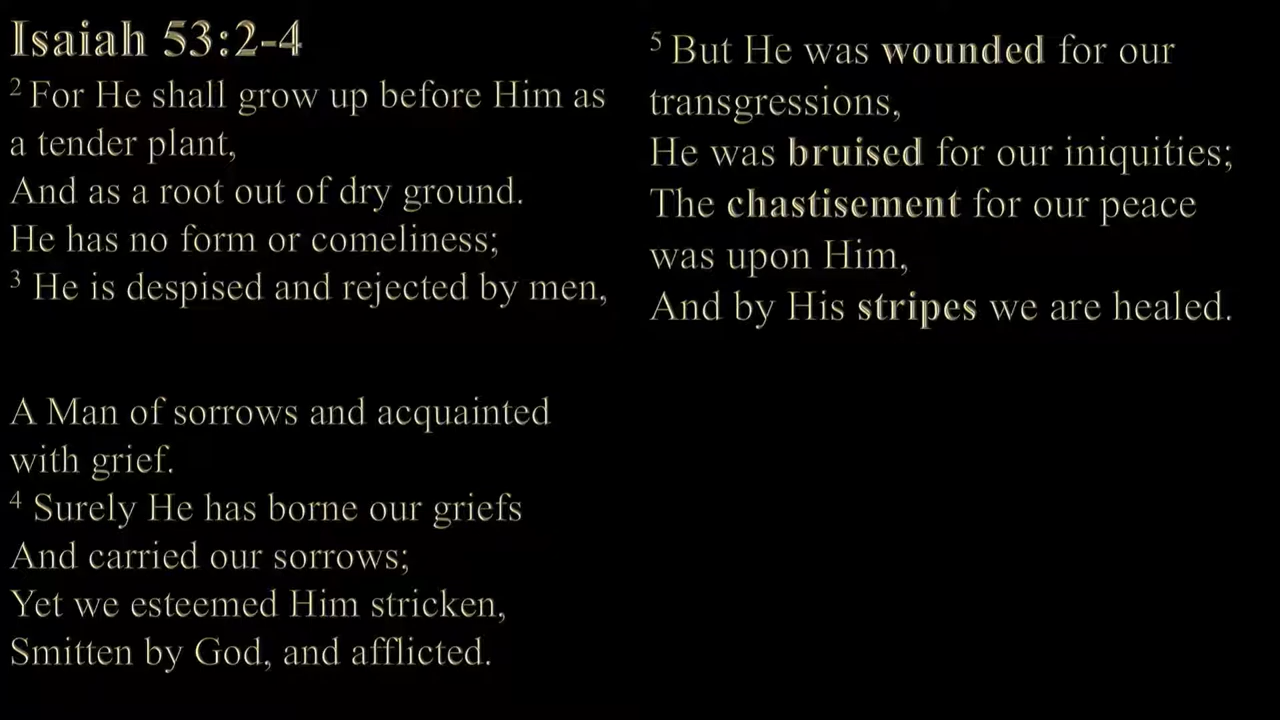 Isaiah 53:2-4
2 For He shall grow up before Him as
a tender plant,
And as a root out of dry ground.
He has no form or comeliness;
3 He is despised and rejected by men,
A Man of sorrows and acquainted
with grief.
4 Surely He has borne our griefs
And carried our sorrows;
Yet we esteemed Him stricken,
Smitten by God, and afflicted.
5 But He was wounded for our
transgressions,
He was bruised for our iniquities;
The chastisement for our peace
was upon Him,
And by His stripes we are healed.